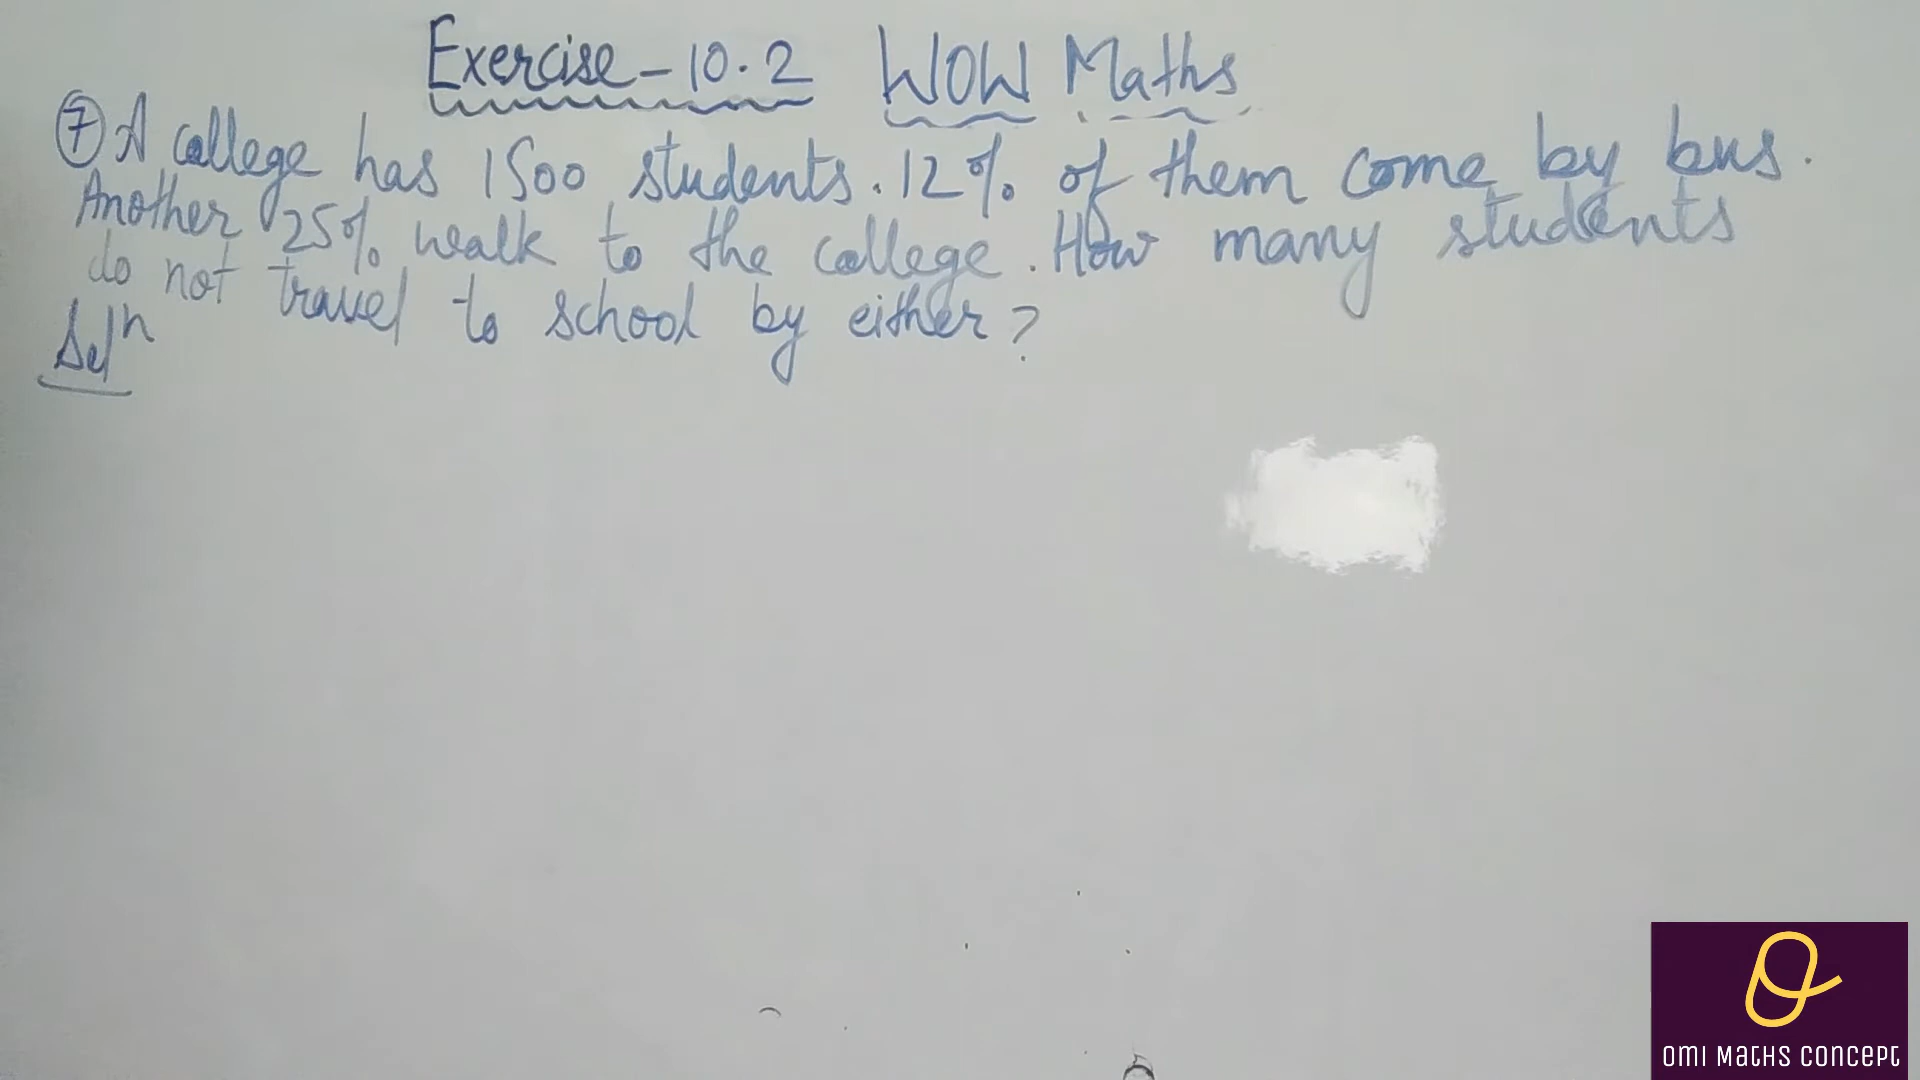 Exercise-10.2 WOW Maths
⑦ A college has 1500 students. 12% of them come by bus.
Another 25% walk to the college. How many students
do not travel to school by either?
Solⁿ
OMI MATHS CONCEPT